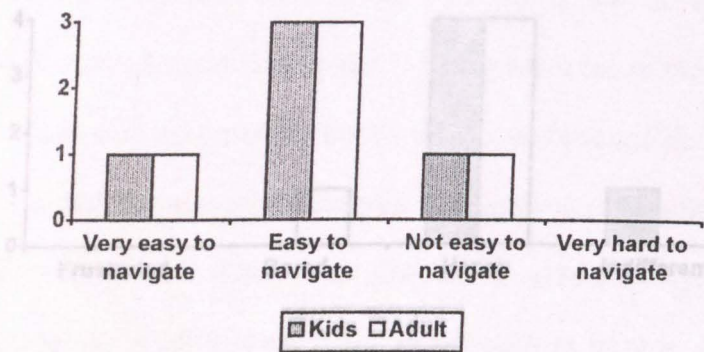 3
2
1
0
Very easy to navigate
Easy to navigate
Not easy to navigate
Very hard to navigate
Kids Adult